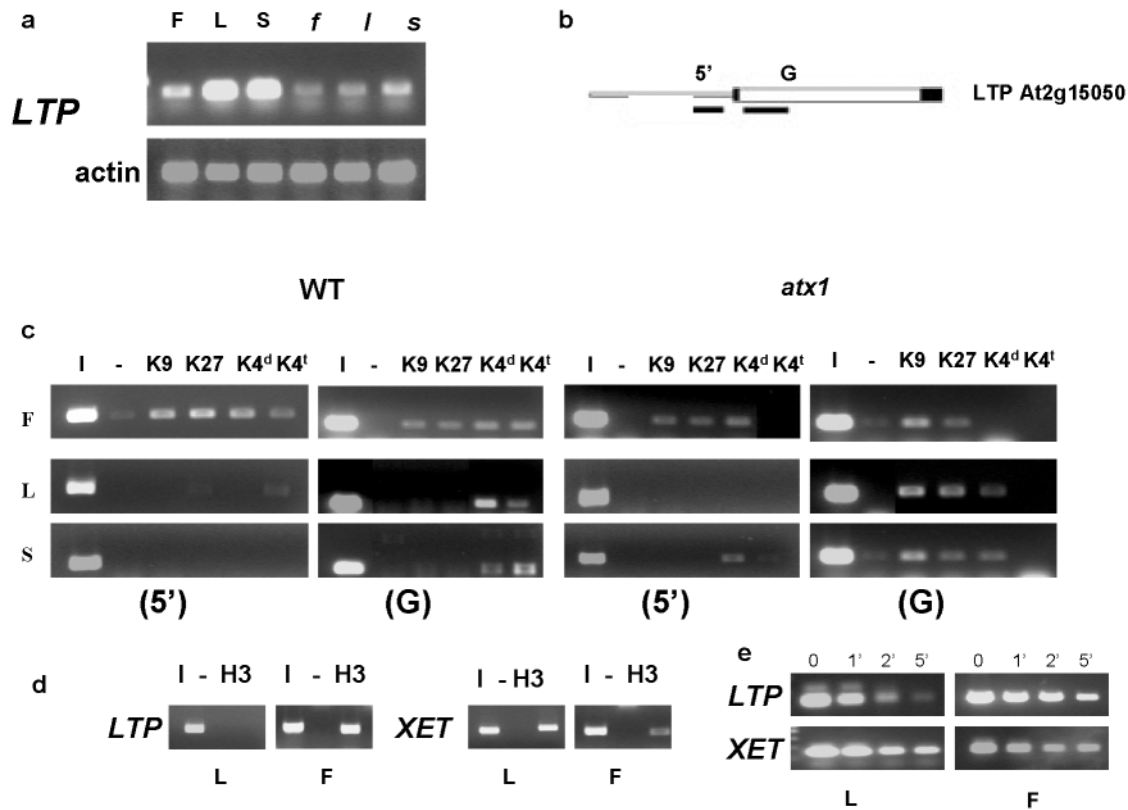 a
F L S f l s
LTP
actin
b
5’ G
LTP At2g15050
WT
atx1
c
I - K9 K27 K4ᵈ K4ᵗ
I - K9 K27 K4ᵈ K4ᵗ
I - K9 K27 K4ᵈ K4ᵗ
I - K9 K27 K4ᵈ K4ᵗ
F
L
S
(5’) (G) (5’) (G)
d
I - H3 I - H3 I - H3 I - H3
LTP XET
L F L F
e
0 1’ 2’ 5’ 0 1’ 2’ 5’
LTP
XET
L F